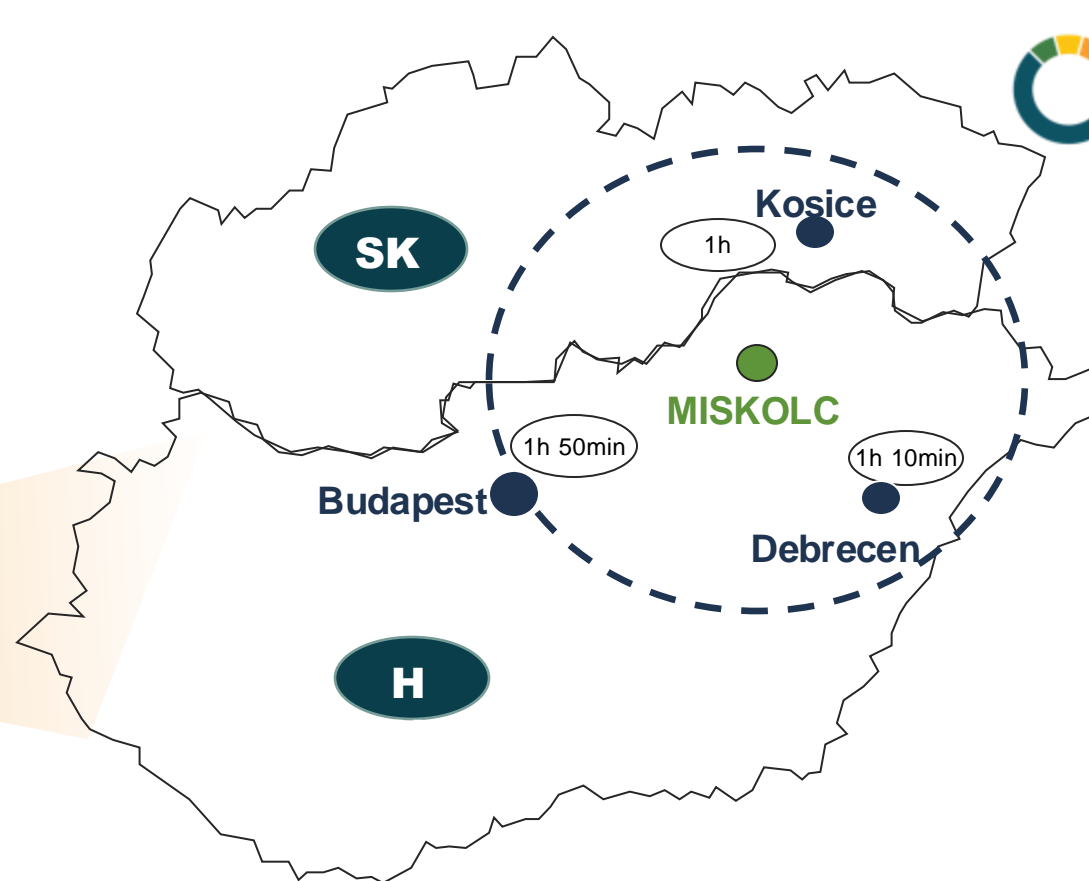 Kosice
SK
1h
MISKOLC
1h 50min
1h 10min
Budapest
Debrecen
H